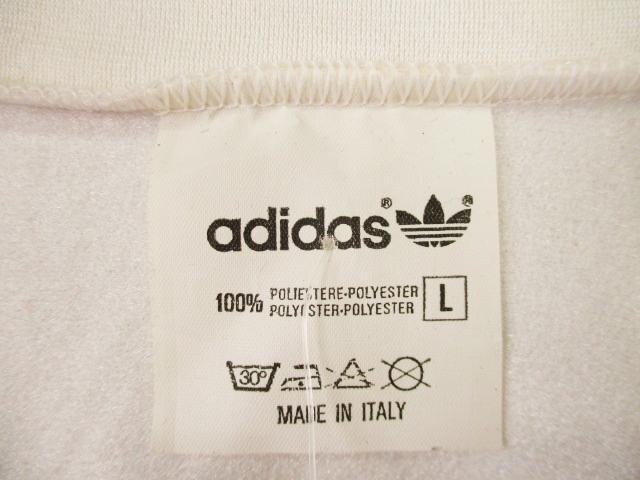 adidas® ®
100% POLIESTERE·POLYESTER L
POLYESTER·POLYESTER
30°
MADE IN ITALY